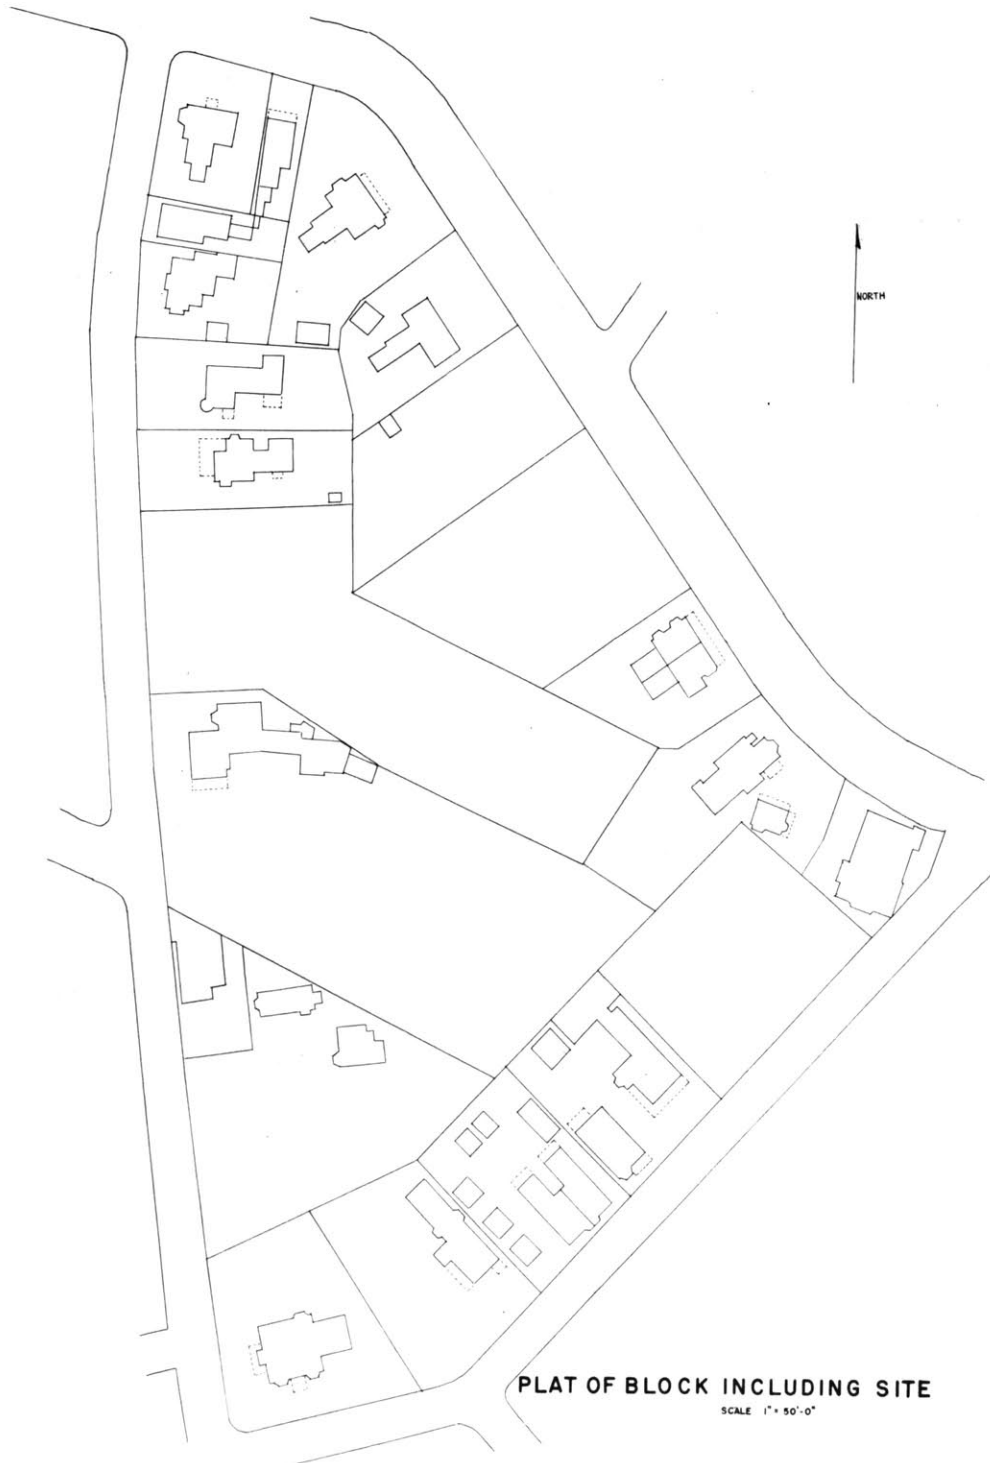 NORTH
PLAT OF BLOCK INCLUDING SITE
SCALE 1" = 50'-0"